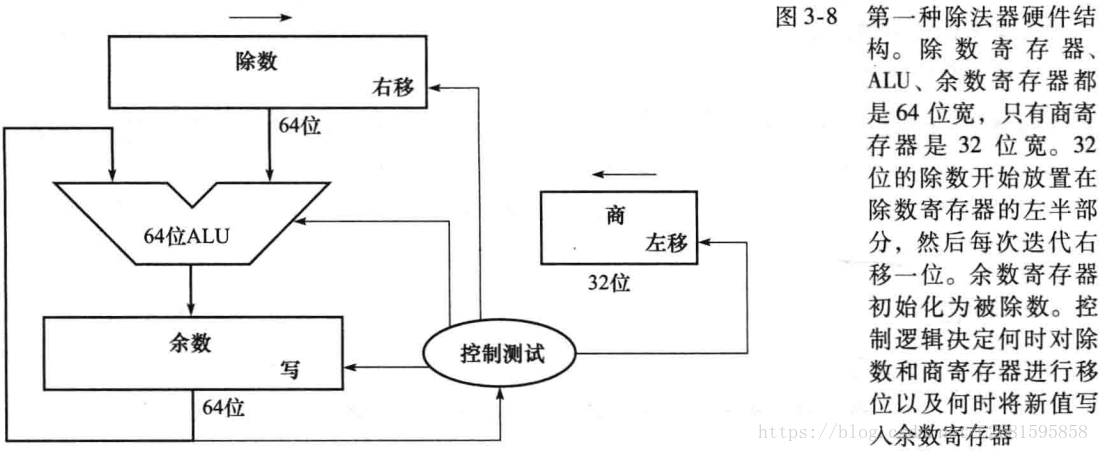 除数
右移
64位
64位ALU
商
左移
32位
余数
写
64位
控制测试
图 3-8 第一种除法器硬件结
构。除数寄存器、
ALU、余数寄存器都
是 64 位宽，只有商寄
存器是 32 位宽。32
位的除数开始放置在
除数寄存器的左半部
分，然后每次迭代右
移一位。余数寄存器
初始化为被除数。控
制逻辑决定何时对除
数和商寄存器进行移
位以及何时将新值写
入余数寄存器
https://blog.
81595858